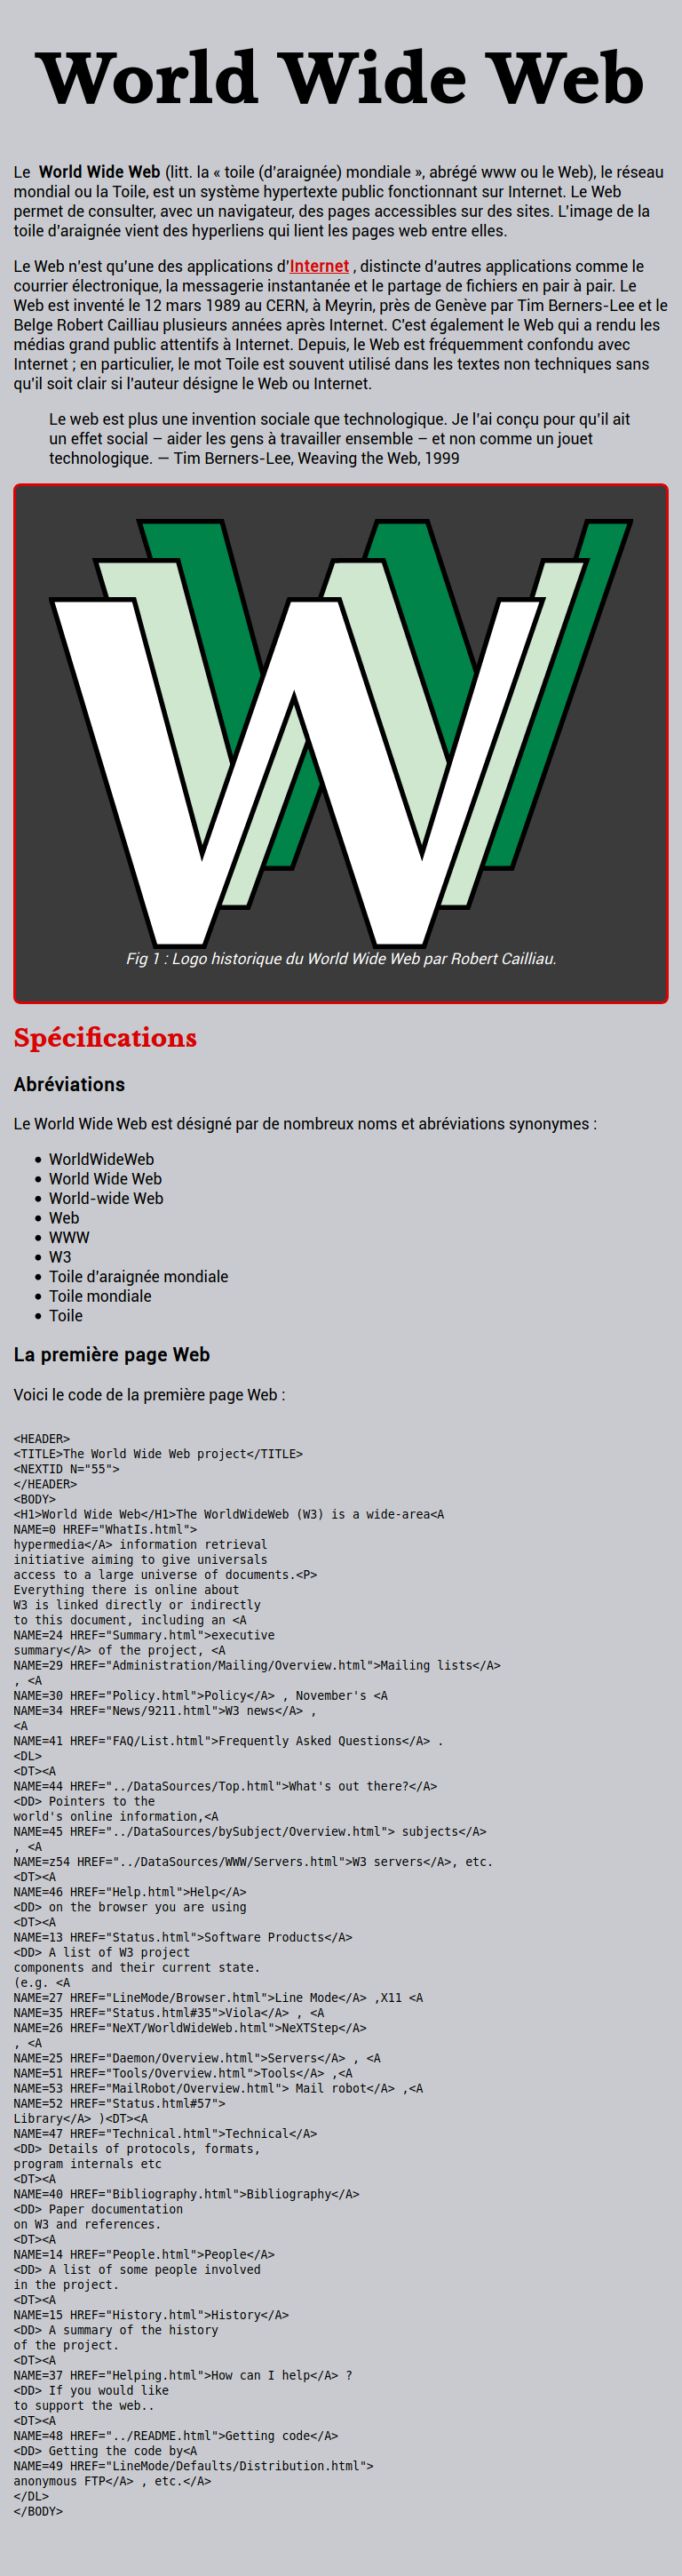 World Wide Web
Le World Wide Web (litt. la « toile (d'araignée) mondiale », abrégé www ou le Web), le réseau
mondial ou la Toile, est un système hypertexte public fonctionnant sur Internet. Le Web
permet de consulter, avec un navigateur, des pages accessibles sur des sites. L'image de la
toile d'araignée vient des hyperliens qui lient les pages web entre elles.
Le Web n'est qu'une des applications d'Internet , distincte d'autres applications comme le
courrier électronique, la messagerie instantanée et le partage de fichiers en pair à pair. Le
Web est inventé le 12 mars 1989 au CERN, à Meyrin, près de Genève par Tim Berners-Lee et le
Belge Robert Cailliau plusieurs années après Internet. C'est également le Web qui a rendu les
médias grand public attentifs à Internet. Depuis, le Web est fréquemment confondu avec
Internet ; en particulier, le mot Toile est souvent utilisé dans les textes non techniques sans
qu'il soit clair si l'auteur désigne le Web ou Internet.
Le web est plus une invention sociale que technologique. Je l'ai conçu pour qu'il ait
un effet social – aider les gens à travailler ensemble – et non comme un jouet
technologique. — Tim Berners-Lee, Weaving the Web, 1999
Fig 1 : Logo historique du World Wide Web par Robert Cailliau.
Spécifications
Abréviations
Le World Wide Web est désigné par de nombreux noms et abréviations synonymes :
• WorldWideWeb
• World Wide Web
• World-wide Web
• Web
• WWW
• W3
• Toile d'araignée mondiale
• Toile mondiale
• Toile
La première page Web
Voici le code de la première page Web :
<HEADER>
<TITLE>The World Wide Web project</TITLE>
<NEXTID N="55">
</HEADER>
<BODY>
<H1>World Wide Web</H1>The WorldWideWeb (W3) is a wide-area<A
NAME=0 HREF="WhatIs.html">
hypermedia</A> information retrieval
initiative aiming to give universals
access to a large universe of documents.<P>
Everything there is online about
W3 is linked directly or indirectly
to this document, including an <A
NAME=24 HREF="Summary.html">executive
summary</A> of the project, <A
NAME=29 HREF="Administration/Mailing/Overview.html">Mailing lists</A>
, <A
NAME=30 HREF="Policy.html">Policy</A> , November's <A
NAME=34 HREF="News/9211.html">W3 news</A> ,
<A
NAME=41 HREF="FAQ/List.html">Frequently Asked Questions</A> .
<DL>
<DT><A
NAME=44 HREF="../DataSources/Top.html">What's out there?</A>
<DD> Pointers to the
world's online information,<A
NAME=45 HREF="../DataSources/bySubject/Overview.html"> subjects</A>
, <A
NAME=z54 HREF="../DataSources/WWW/Servers.html">W3 servers</A>, etc.
<DT><A
NAME=46 HREF="Help.html">Help</A>
<DD> on the browser you are using
<DT><A
NAME=13 HREF="Status.html">Software Products</A>
<DD> A list of W3 project
components and their current state.
(e.g. <A
NAME=27 HREF="LineMode/Browser.html">Line Mode</A> ,X11 <A
NAME=35 HREF="Status.html#35">Viola</A> , <A
NAME=26 HREF="NeXT/WorldWideWeb.html">NeXTStep</A>
, <A
NAME=25 HREF="Daemon/Overview.html">Servers</A> , <A
NAME=51 HREF="Tools/Overview.html">Tools</A> ,<A
NAME=53 HREF="MailRobot/Overview.html"> Mail robot</A> ,<A
NAME=52 HREF="Status.html#57">
Library</A> )<DT><A
NAME=47 HREF="Technical.html">Technical</A>
<DD> Details of protocols, formats,
program internals etc
<DT><A
NAME=40 HREF="Bibliography.html">Bibliography</A>
<DD> Paper documentation
on W3 and references.
<DT><A
NAME=14 HREF="People.html">People</A>
<DD> A list of some people involved
in the project.
<DT><A
NAME=15 HREF="History.html">History</A>
<DD> A summary of the history
of the project.
<DT><A
NAME=37 HREF="Helping.html">How can I help</A> ?
<DD> If you would like
to support the web..
<DT><A
NAME=48 HREF="../README.html">Getting code</A>
<DD> Getting the code by<A
NAME=49 HREF="LineMode/Defaults/Distribution.html">
anonymous FTP</A> , etc.</A>
</DL>
</BODY>